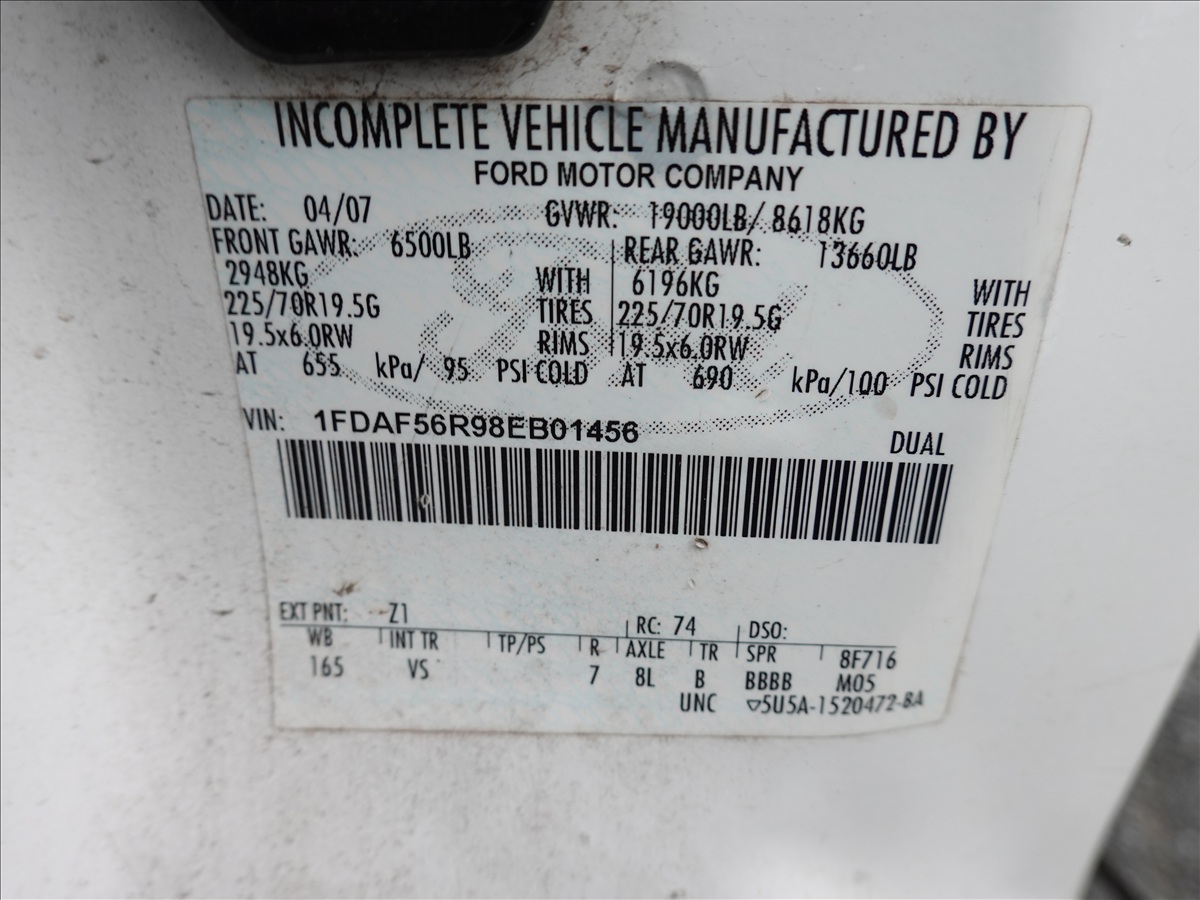 INCOMPLETE VEHICLE MANUFACTURED BY
FORD MOTOR COMPANY
DATE: 04/07 GVWR: 19000LB/ 8618KG
FRONT GAWR: 6500LB REAR GAWR: 13660LB
2948KG WITH 6196KG WITH
225/70R19.5G TIRES 225/70R19.5G TIRES
19.5x6.0RW RIMS 19.5x6.0RW RIMS
AT 655 kPa/ 95 PSI COLD AT 690 kPa/100 PSI COLD
VIN: 1FDAF56R98EB01456
DUAL
EXT PNT: Z1 RC: 74 DSO:
WB INT TR TP/PS R AXLE TR SPR 8F716
165 VS 7 8L B BBBB M05
UNC ▽5U5A-1520472-BA